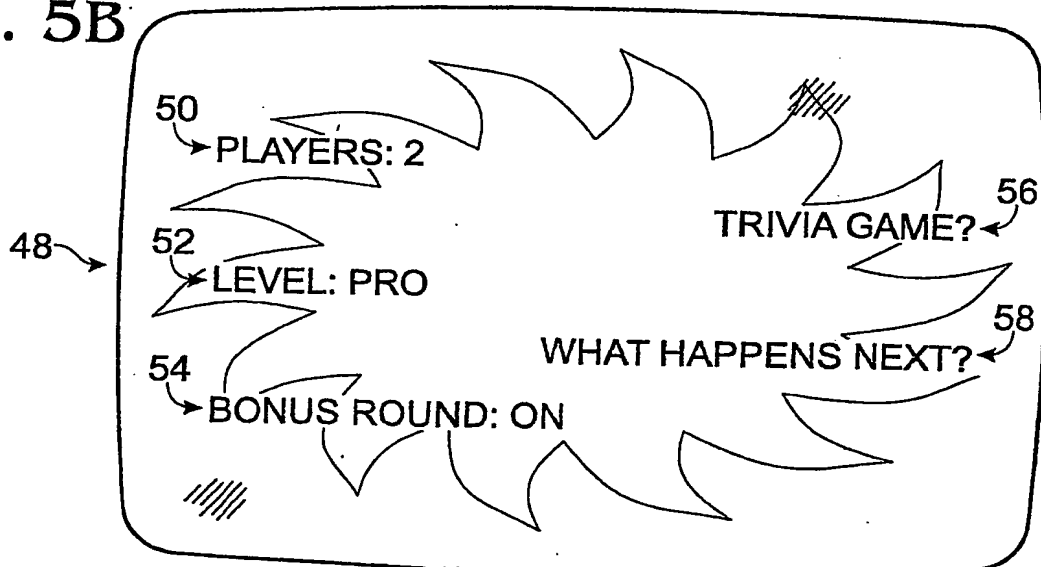 . 5B
50
PLAYERS: 2
56
TRIVIA GAME?
48
52
LEVEL: PRO
58
WHAT HAPPENS NEXT?
54
BONUS ROUND: ON